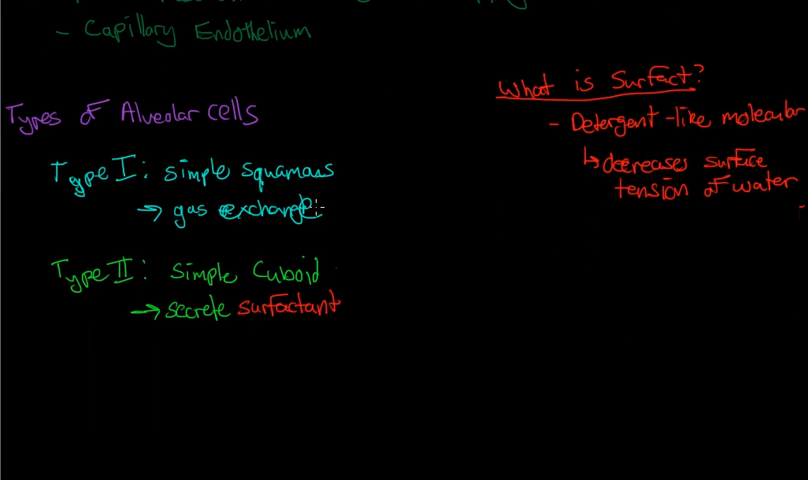 - Capillary Endothelium
Types of Alveolar cells
Type I: simple squamous
→ gas exchange
Type II: Simple Cuboid
→ secrete surfactant
What is Surfact?
- Detergent-like molecular
↳ decreases surface
tension of water